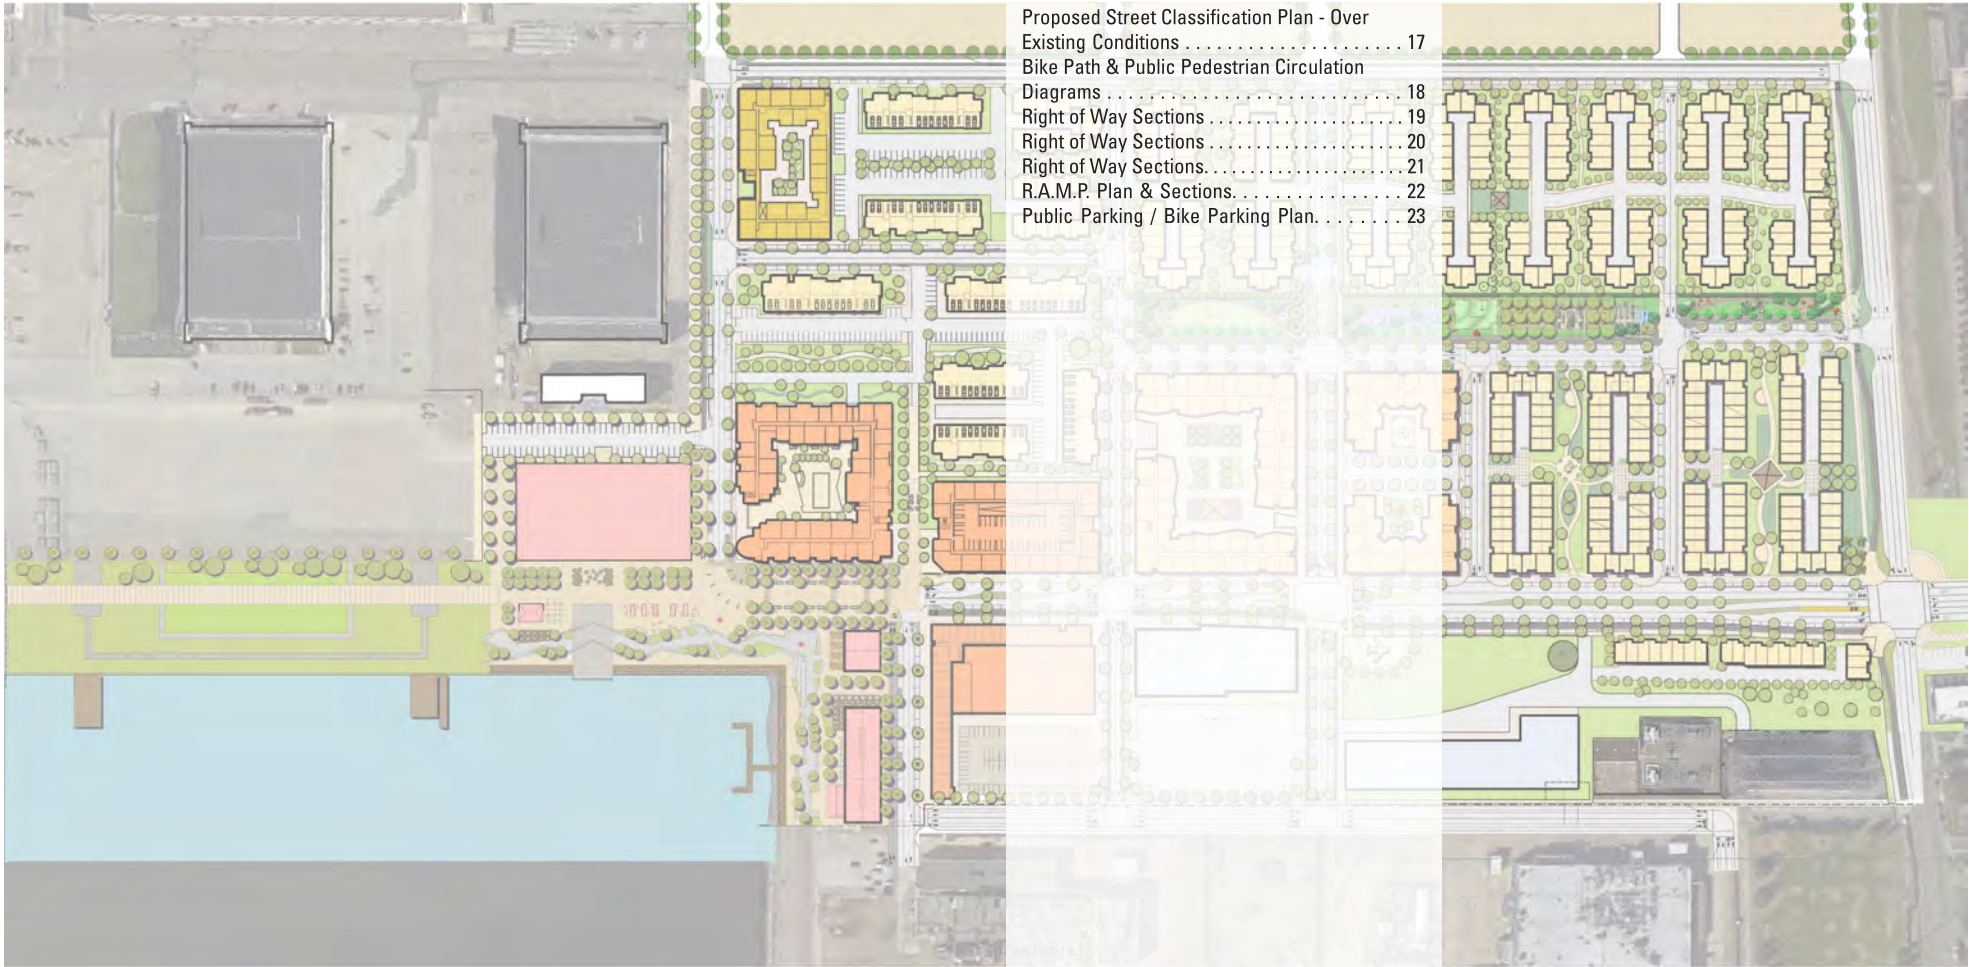 Proposed Street Classification Plan - Over
Existing Conditions . . . . . . . . . . . . . . . . . . . . . 17
Bike Path & Public Pedestrian Circulation
Diagrams . . . . . . . . . . . . . . . . . . . . . . . . . . . . 18
Right of Way Sections . . . . . . . . . . . . . . . . . . . 19
Right of Way Sections . . . . . . . . . . . . . . . . . . . 20
Right of Way Sections. . . . . . . . . . . . . . . . . . . 21
R.A.M.P. Plan & Sections. . . . . . . . . . . . . . . . 22
Public Parking / Bike Parking Plan. . . . . . . . 23